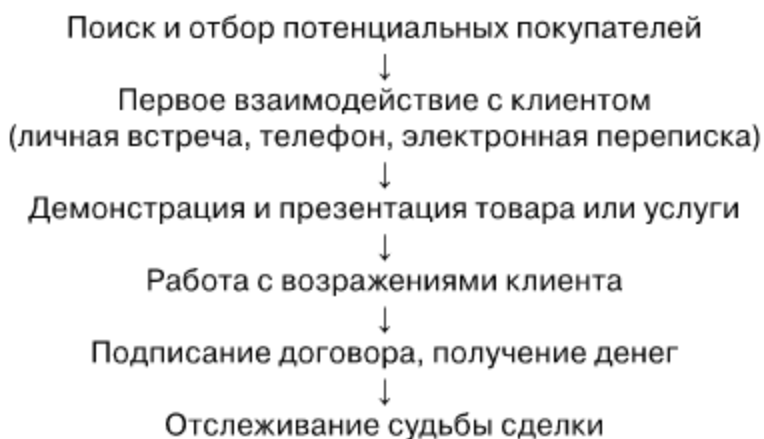 Поиск и отбор потенциальных покупателей
↓
Первое взаимодействие с клиентом
(личная встреча, телефон, электронная переписка)
↓
Демонстрация и презентация товара или услуги
↓
Работа с возражениями клиента
↓
Подписание договора, получение денег
↓
Отслеживание судьбы сделки